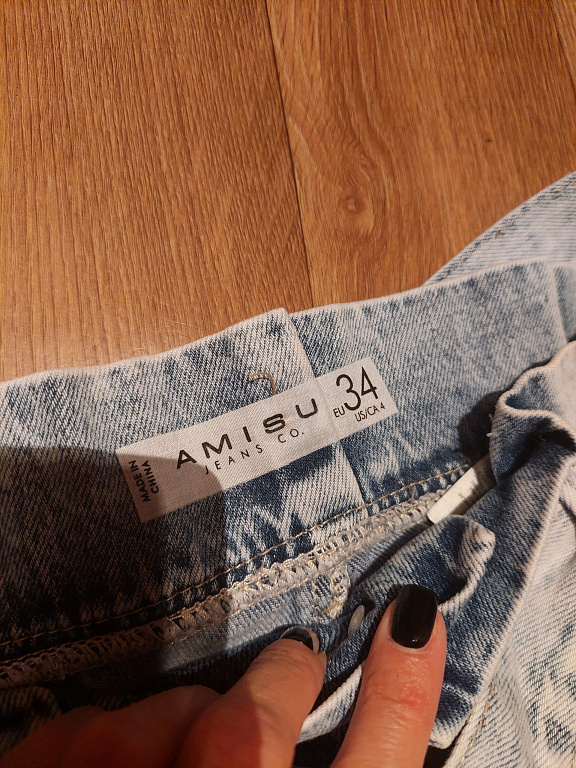 MADE IN
CHINA
AMISU
JEANS CO.
EU 34
US/CA 4